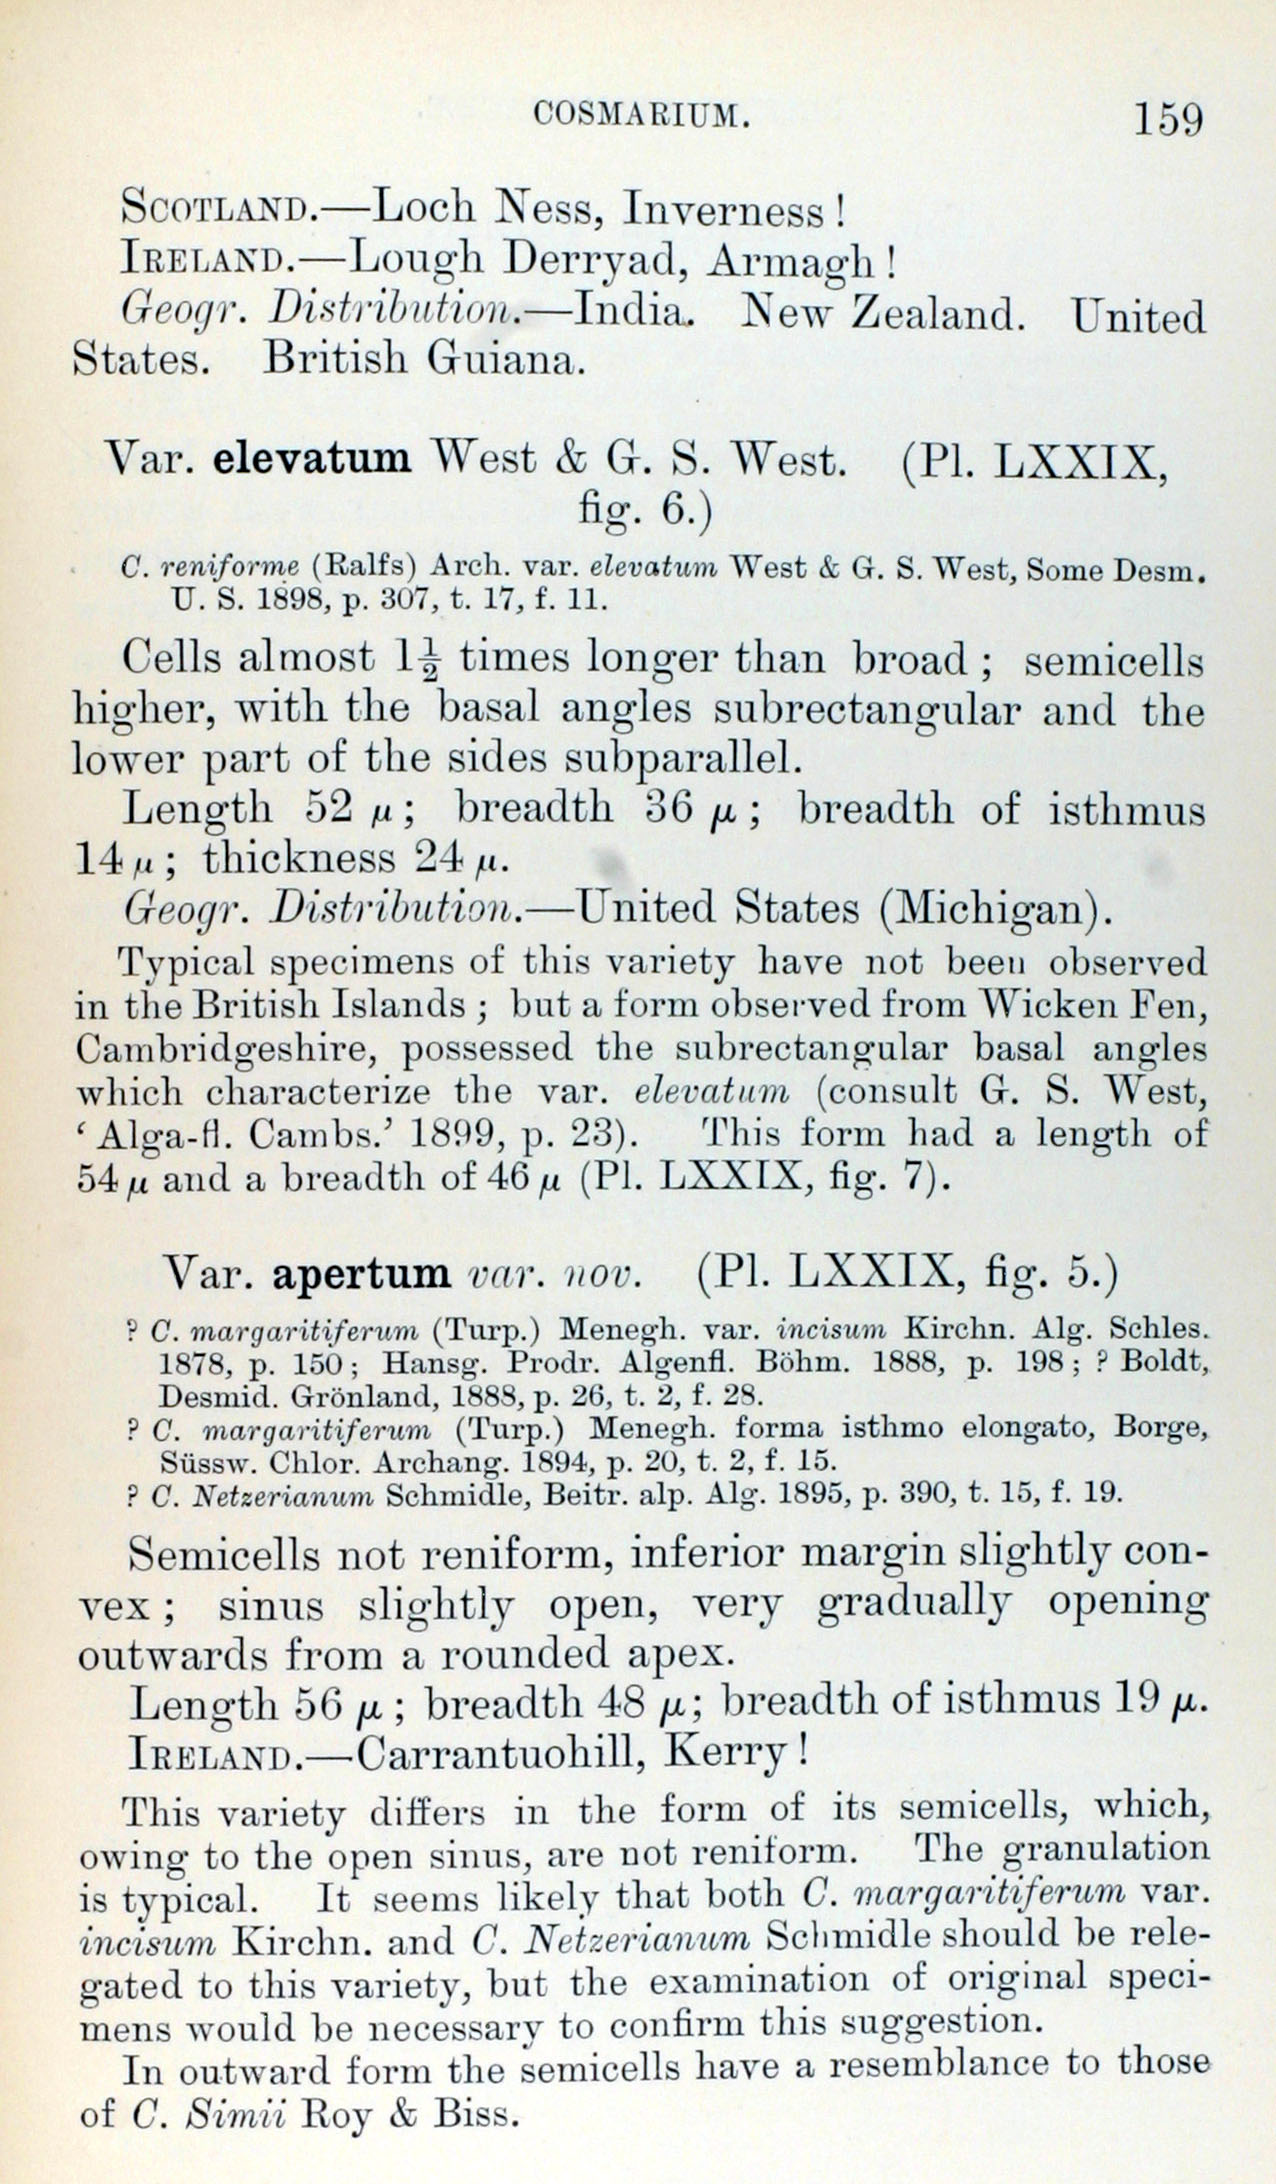 COSMARIUM. 159
SCOTLAND.—Loch Ness, Inverness !
IRELAND.—Lough Derryad, Armagh !
Geogr. Distribution.—India. New Zealand. United
States. British Guiana.
Var. elevatum West & G. S. West. (Pl. LXXIX,
fig. 6.)
C. reniforme (Ralfs) Arch. var. elevatum West & G. S. West, Some Desm.
U. S. 1898, p. 307, t. 17, f. 11.
Cells almost 1½ times longer than broad ; semicells
higher, with the basal angles subrectangular and the
lower part of the sides subparallel.
Length 52 μ ; breadth 36 μ ; breadth of isthmus
14 μ ; thickness 24 μ.
Geogr. Distribution.—United States (Michigan).
Typical specimens of this variety have not been observed
in the British Islands ; but a form observed from Wicken Fen,
Cambridgeshire, possessed the subrectangular basal angles
which characterize the var. elevatum (consult G. S. West,
‘ Alga-fl. Cambs.’ 1899, p. 23). This form had a length of
54 μ and a breadth of 46 μ (Pl. LXXIX, fig. 7).
Var. apertum var. nov. (Pl. LXXIX, fig. 5.)
? C. margaritiferum (Turp.) Menegh. var. incisum Kirchn. Alg. Schles.
1878, p. 150 ; Hansg. Prodr. Algenfl. Böhm. 1888, p. 198 ; ? Boldt,
Desmid. Grönland, 1888, p. 26, t. 2, f. 28.
? C. margaritiferum (Turp.) Menegh. forma isthmo elongato, Borge,
Süssw. Chlor. Archang. 1894, p. 20, t. 2, f. 15.
? C. Netzerianum Schmidle, Beitr. alp. Alg. 1895, p. 390, t. 15, f. 19.
Semicells not reniform, inferior margin slightly con-
vex ; sinus slightly open, very gradually opening
outwards from a rounded apex.
Length 56 μ ; breadth 48 μ ; breadth of isthmus 19 μ.
IRELAND.—Carrantuohill, Kerry !
This variety differs in the form of its semicells, which,
owing to the open sinus, are not reniform. The granulation
is typical. It seems likely that both C. margaritiferum var.
incisum Kirchn. and C. Netzerianum Schmidle should be rele-
gated to this variety, but the examination of original speci-
mens would be necessary to confirm this suggestion.
In outward form the semicells have a resemblance to those
of C. Simii Roy & Biss.